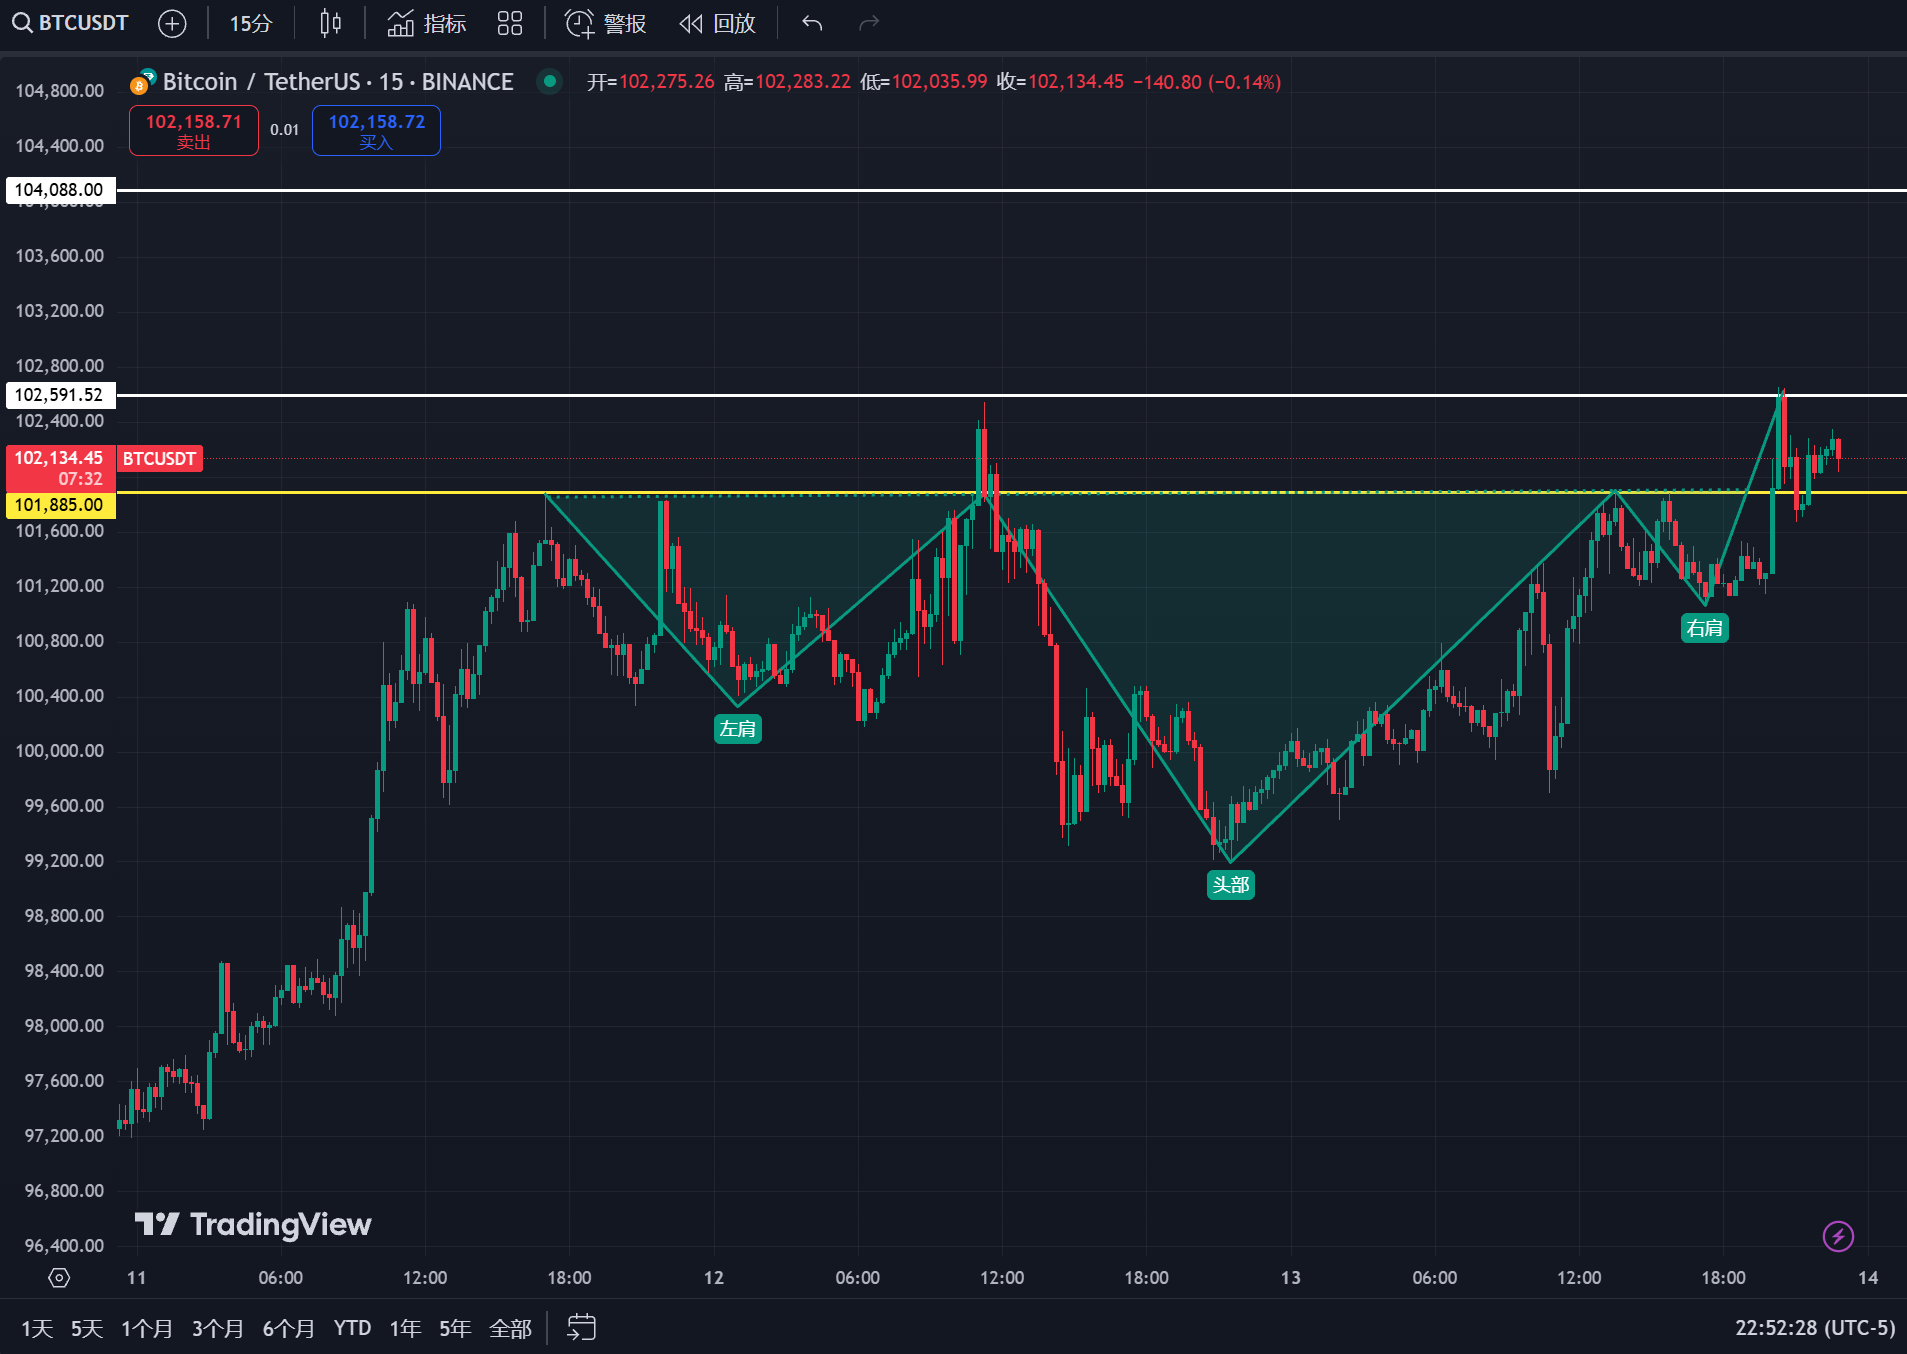 BTCUSDT 15分 指标 警报 回放
Bitcoin / TetherUS · 15 · BINANCE 开=102,275.26 高=102,283.22 低=102,035.99 收=102,134.45 −140.80 (−0.14%)
102,158.71 0.01 102,158.72
卖出 买入
104,800.00
104,400.00
104,088.00
103,600.00
103,200.00
102,800.00
102,591.52
102,400.00
102,134.45 BTCUSDT
07:32
101,885.00
101,600.00
101,200.00
100,800.00
右肩
100,400.00
左肩
100,000.00
99,600.00
99,200.00
头部
98,800.00
98,400.00
98,000.00
97,600.00
97,200.00
96,800.00
TradingView
96,400.00
11 06:00 12:00 18:00 12 06:00 12:00 18:00 13 06:00 12:00 18:00 14
1天 5天 1个月 3个月 6个月 YTD 1年 5年 全部 22:52:28 (UTC-5)